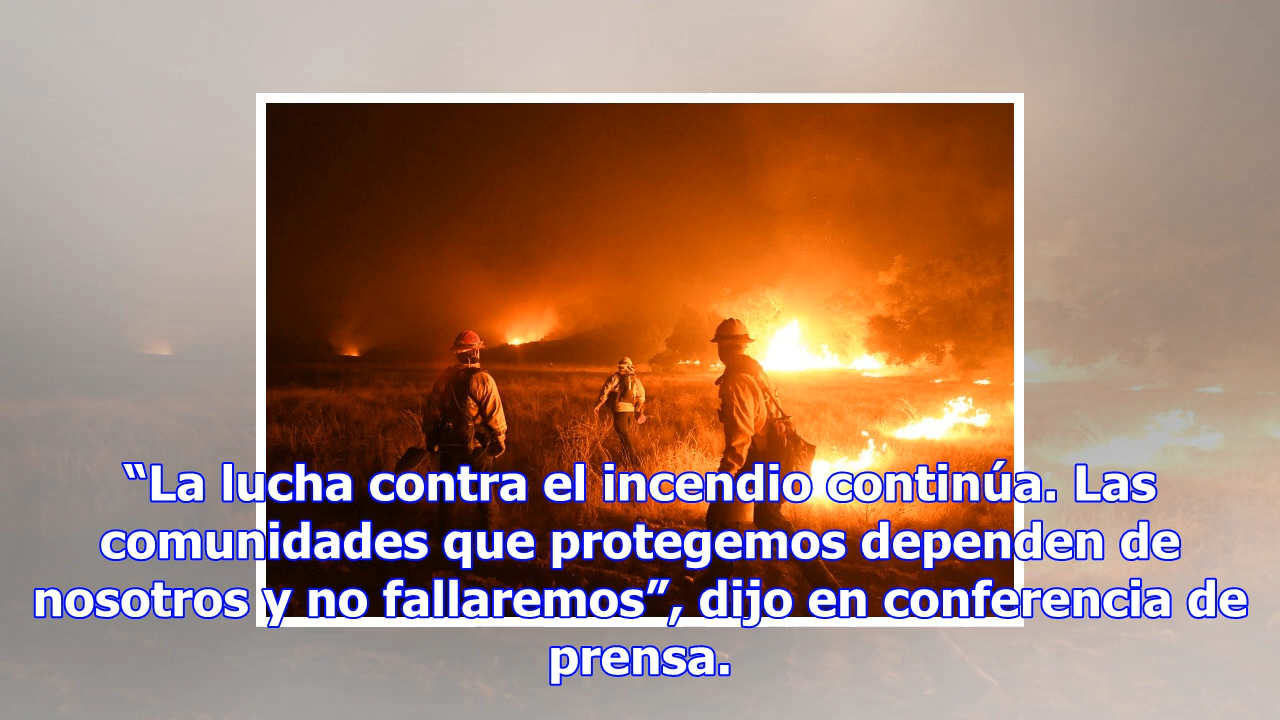 “La lucha contra el incendio continúa. Las
comunidades que protegemos dependen de
nosotros y no fallaremos”, dijo en conferencia de
prensa.